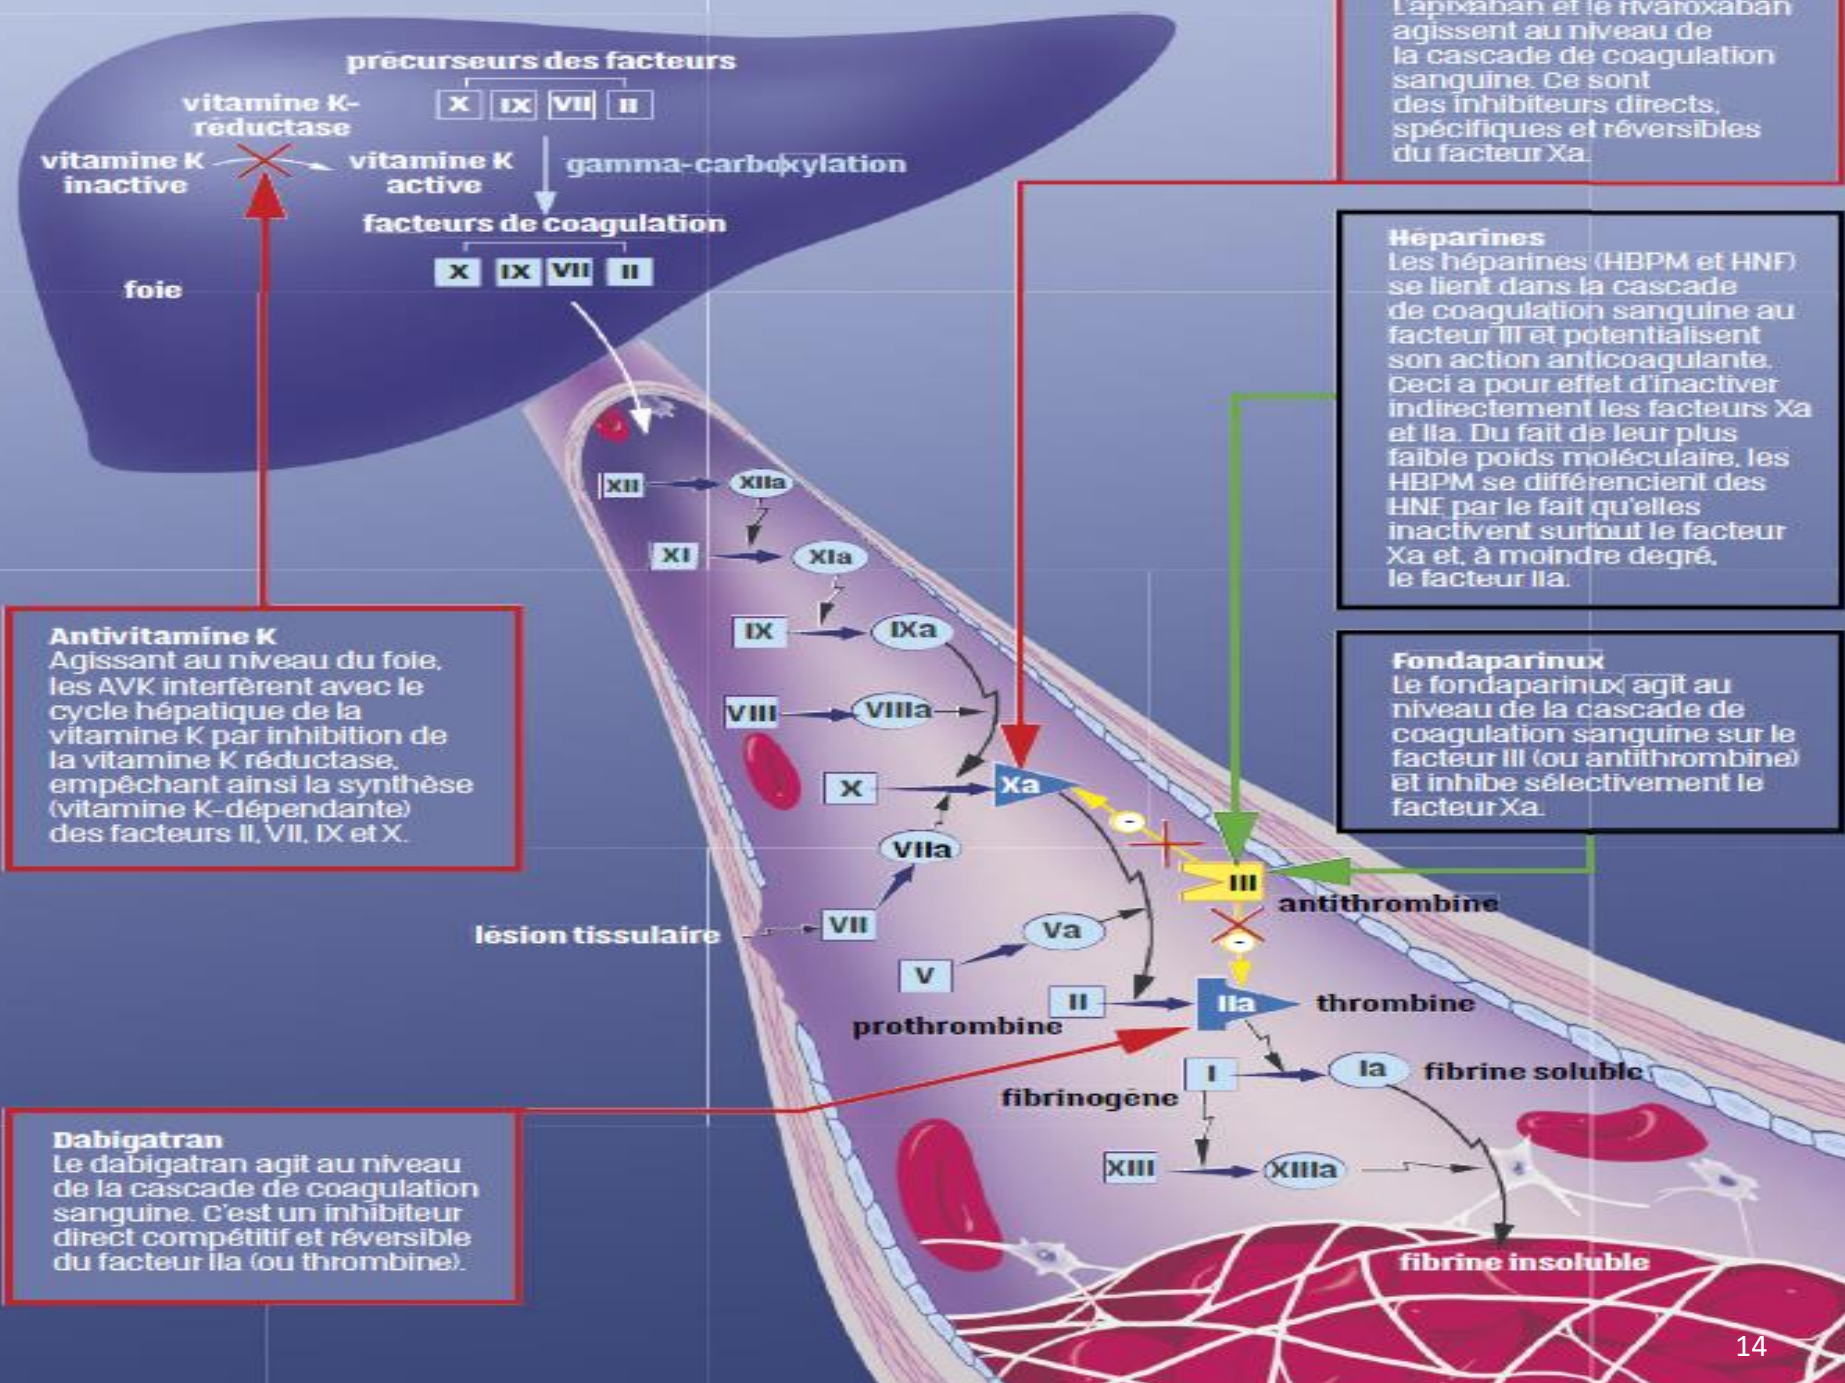 précurseurs des facteurs
X IX VII II
vitamine K-
réductase
vitamine K
inactive
vitamine K
active
gamma-carboxylation
facteurs de coagulation
X IX VII II
foie
L'apixaban et le rivaroxaban
agissent au niveau de
la cascade de coagulation
sanguine. Ce sont
des inhibiteurs directs,
spécifiques et réversibles
du facteur Xa.
Héparines
Les héparines (HBPM et HNF)
se lient dans la cascade
de coagulation sanguine au
facteur III et potentialisent
son action anticoagulante.
Ceci a pour effet d'inactiver
indirectement les facteurs Xa
et IIa. Du fait de leur plus
faible poids moléculaire, les
HBPM se différencient des
HNF par le fait qu'elles
inactivent surtout le facteur
Xa et, à moindre degré,
le facteur IIa.
Antivitamine K
Agissant au niveau du foie,
les AVK interfèrent avec le
cycle hépatique de la
vitamine K par inhibition de
la vitamine K réductase,
empêchant ainsi la synthèse
(vitamine K-dépendante)
des facteurs II, VII, IX et X.
Fondaparinux
Le fondaparinux agit au
niveau de la cascade de
coagulation sanguine sur le
facteur III (ou antithrombine)
et inhibe sélectivement le
facteur Xa.
XII XIIa
XI XIa
IX IXa
VIII VIIIa
X Xa
-
VIIa
III
antithrombine
lésion tissulaire
VII
Va
V
-
II
IIa
thrombine
prothrombine
I
Ia
fibrine soluble
fibrinogène
XIII XIIIa
fibrine insoluble
Dabigatran
Le dabigatran agit au niveau
de la cascade de coagulation
sanguine. C'est un inhibiteur
direct compétitif et réversible
du facteur IIa (ou thrombine).
14